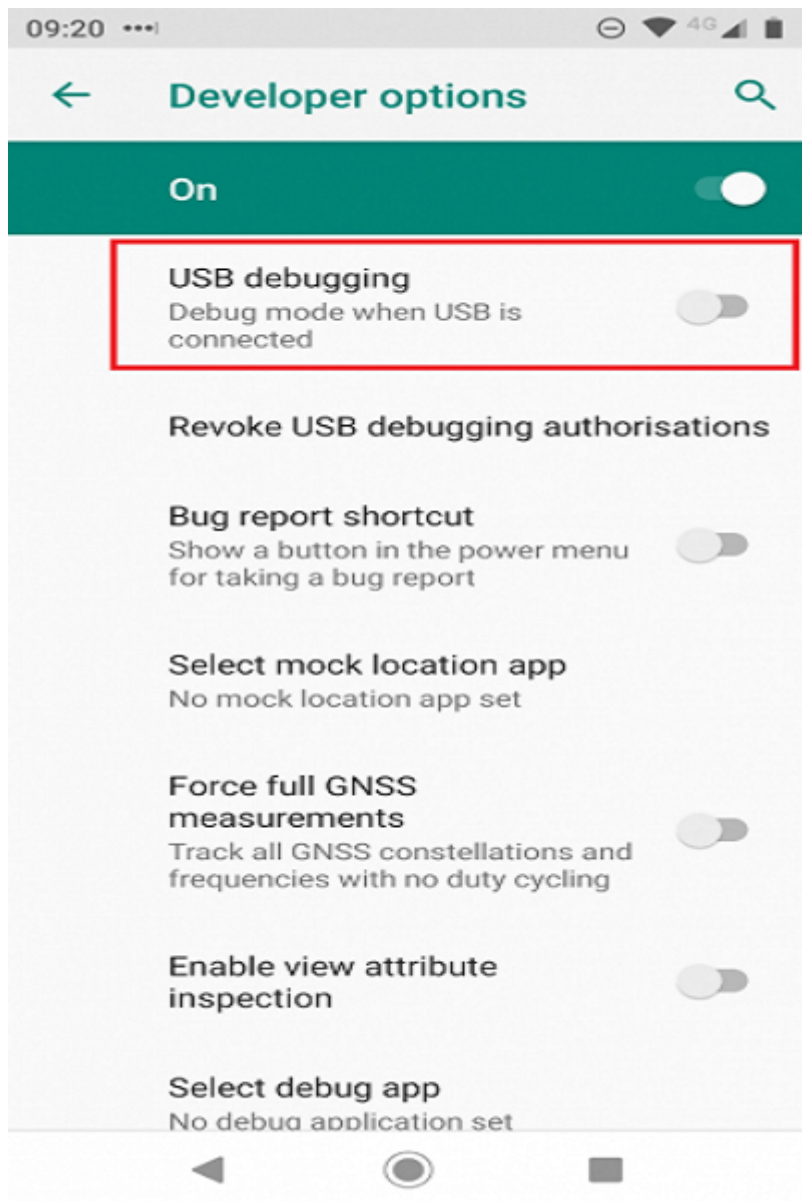 09:20
4G
Developer options
On
USB debugging
Debug mode when USB is
connected
Revoke USB debugging authorisations
Bug report shortcut
Show a button in the power menu
for taking a bug report
Select mock location app
No mock location app set
Force full GNSS
measurements
Track all GNSS constellations and
frequencies with no duty cycling
Enable view attribute
inspection
Select debug app
No debug application set